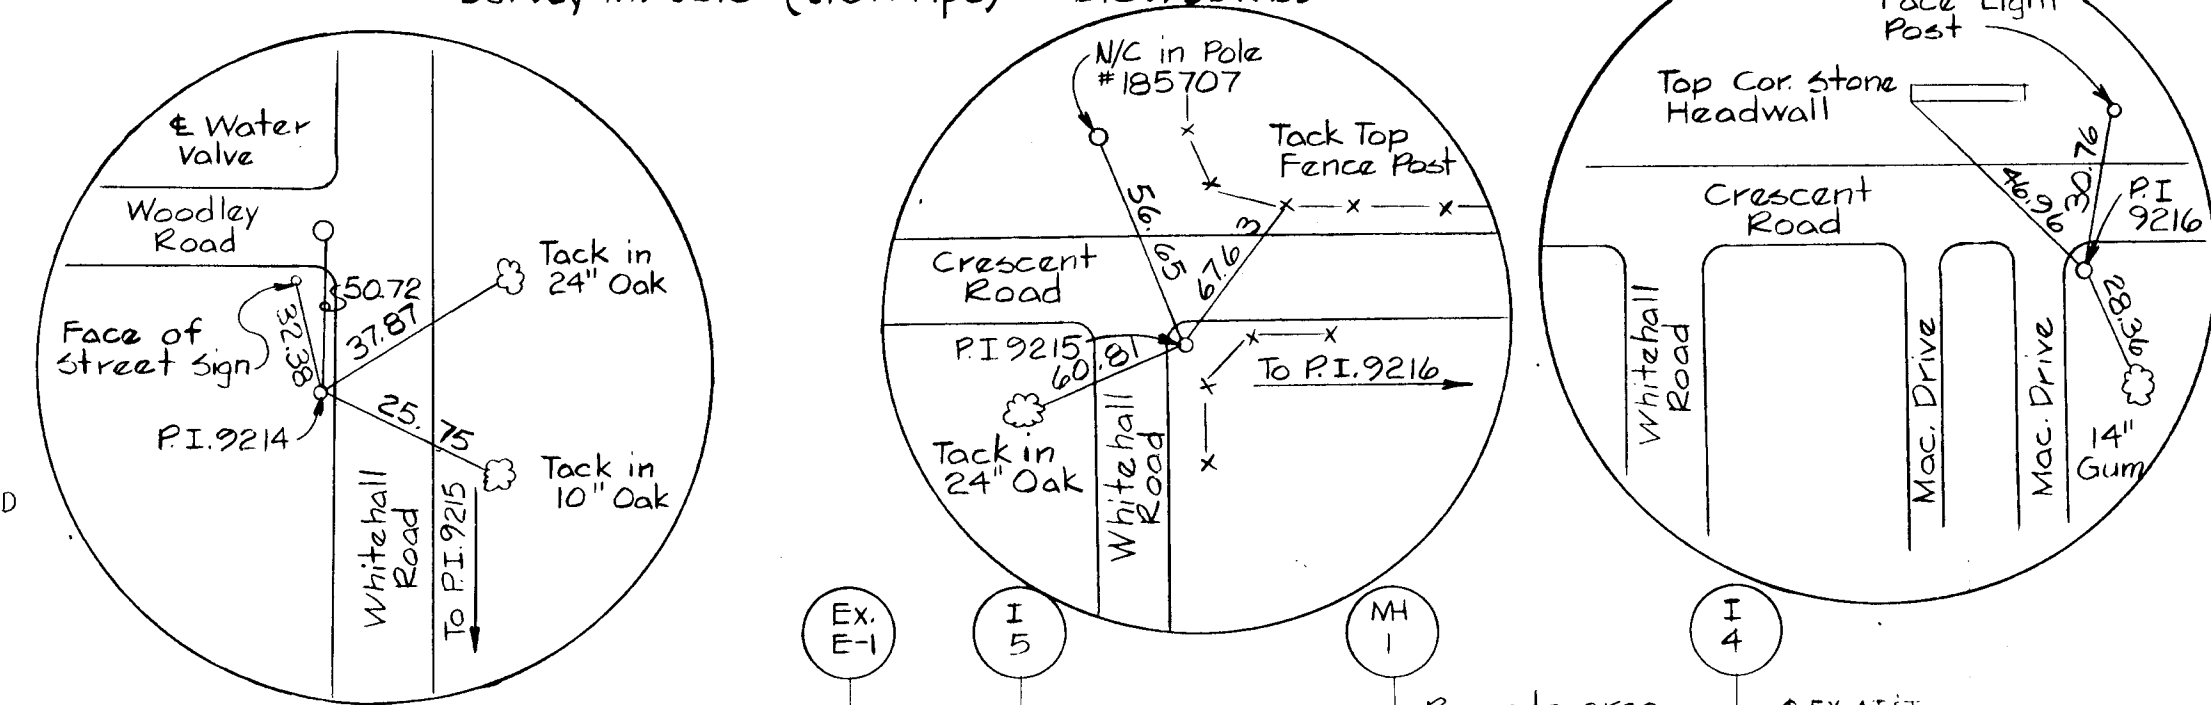 Face Light
Post
℄ Water
Valve
Woodley
Road
50.72
37.87
32.38
Face of
Street Sign
P.I.9214
25.75
Tack in
24" Oak
Tack in
10" Oak
Whitehall
Road
To P.I.9215
D
N/C in Pole
#185707
Tack Top
Fence Post
56.65
67.63
Crescent
Road
P.I 9215
60.81
To P.I.9216
Tack in
24" Oak
Whitehall
Road
Top Cor. Stone
Headwall
46.96
30.76
P.I
9216
Crescent
Road
28.36
14"
Gum
Whitehall
Road
Mac. Drive
Mac. Drive
Ex.
E-1
I
5
MH
1
I
4